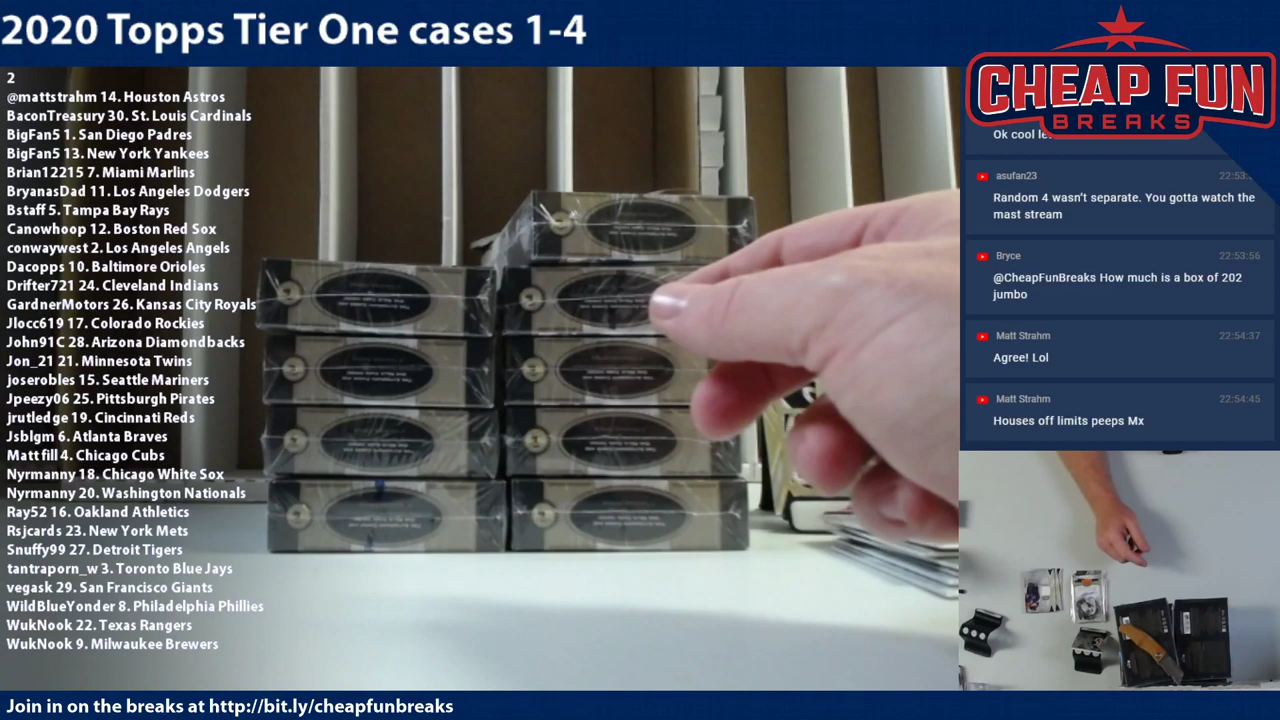 2020 Topps Tier One cases 1-4
2
@mattstrahm 14. Houston Astros
BaconTreasury 30. St. Louis Cardinals
BigFan5 1. San Diego Padres
BigFan5 13. New York Yankees
Brian12215 7. Miami Marlins
BryanasDad 11. Los Angeles Dodgers
Bstaff 5. Tampa Bay Rays
Canowhoop 12. Boston Red Sox
conwaywest 2. Los Angeles Angels
Dacopps 10. Baltimore Orioles
Drifter721 24. Cleveland Indians
GardnerMotors 26. Kansas City Royals
Jlocc619 17. Colorado Rockies
John91C 28. Arizona Diamondbacks
Jon_21 21. Minnesota Twins
joserobles 15. Seattle Mariners
Jpeezy06 25. Pittsburgh Pirates
jrutledge 19. Cincinnati Reds
Jsblgm 6. Atlanta Braves
Matt fill 4. Chicago Cubs
Nyrmanny 18. Chicago White Sox
Nyrmanny 20. Washington Nationals
Ray52 16. Oakland Athletics
Rsjcards 23. New York Mets
Snuffy99 27. Detroit Tigers
tantraporn_w 3. Toronto Blue Jays
vegask 29. San Francisco Giants
WildBlueYonder 8. Philadelphia Phillies
WukNook 22. Texas Rangers
WukNook 9. Milwaukee Brewers
Join in on the breaks at http://bit.ly/cheapfunbreaks
CHEAP FUN
BREAKS
Ok cool
asufan23 22:53:
Random 4 wasn't separate. You gotta watch the
mast stream
Bryce 22:53:56
@CheapFunBreaks How much is a box of 202
jumbo
Matt Strahm 22:54:37
Agree! Lol
Matt Strahm 22:54:45
Houses off limits peeps Mx